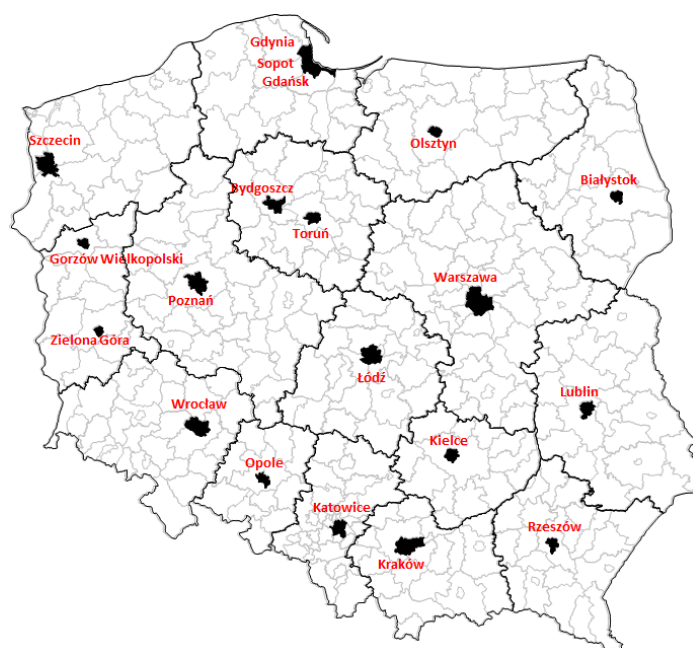 Gdynia
Sopot
Gdańsk
Szczecin
Olsztyn
Białystok
Bydgoszcz
Toruń
Gorzów Wielkopolski
Warszawa
Poznań
Zielona Góra
Łódź
Lublin
Wrocław
Kielce
Opole
Katowice
Rzeszów
Kraków